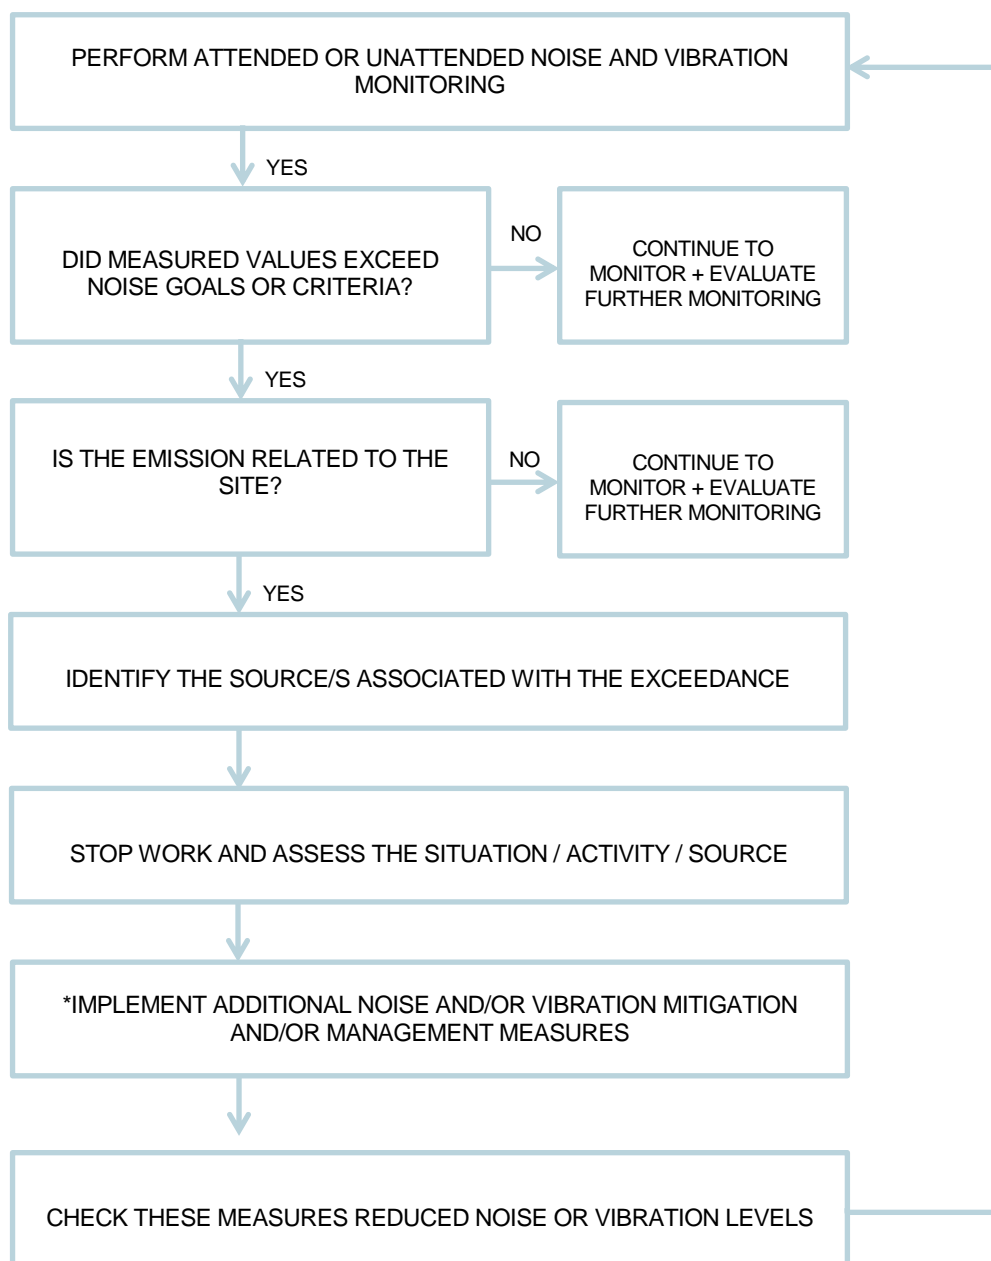 PERFORM ATTENDED OR UNATTENDED NOISE AND VIBRATION
MONITORING
YES
DID MEASURED VALUES EXCEED
NOISE GOALS OR CRITERIA?
NO
CONTINUE TO
MONITOR + EVALUATE
FURTHER MONITORING
YES
IS THE EMISSION RELATED TO THE
SITE?
NO
CONTINUE TO
MONITOR + EVALUATE
FURTHER MONITORING
YES
IDENTIFY THE SOURCE/S ASSOCIATED WITH THE EXCEEDANCE
STOP WORK AND ASSESS THE SITUATION / ACTIVITY / SOURCE
*IMPLEMENT ADDITIONAL NOISE AND/OR VIBRATION MITIGATION
AND/OR MANAGEMENT MEASURES
CHECK THESE MEASURES REDUCED NOISE OR VIBRATION LEVELS